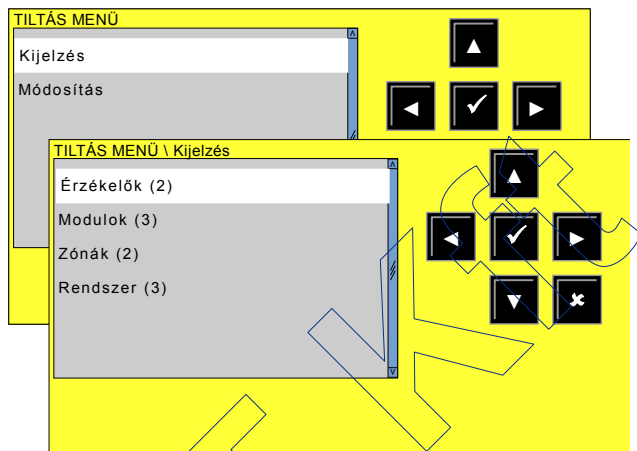 TILTÁS MENÜ
Kijelzés
Módosítás
TILTÁS MENÜ \ Kijelzés
Érzékelők (2)
Modulok (3)
Zónák (2)
Rendszer (3)